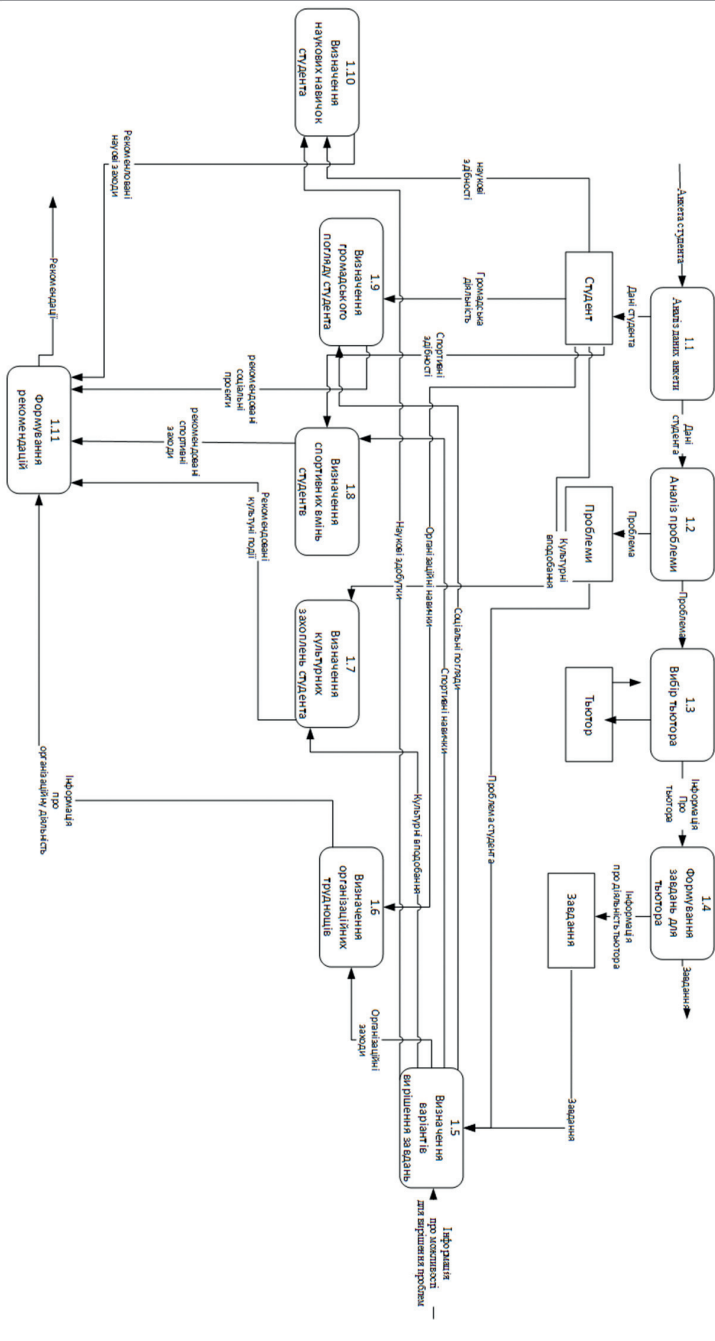 Анкета студента
1.1
Аналіз даних анкети
Дані
студента
1.2
Аналіз проблеми
Проблема
1.3
Вибір тьютора
Інформація
Про
тьютора
1.4
Формування
завдань для
тьютора
Завдання
Дані студента
Проблема
Інформація
про діяльність тьютора
Студент
Проблеми
Тьютор
Завдання
наукові
здібності
Громадська
діяльність
Спортивні
здібності
Культурні
вподобання
Організаційні навички
Соціальні погляди
Спортивні навички
Наукові здобутки
Культурні вподобання
Проблема студента
Завдання
Організаційні
заходи
1.5
Визначення
варіантів
вирішення завдань
Інформація
про можливості
для вирішення проблем
1.10
Визначення
наукових навичок
студента
1.9
Визначення
громадського
погляду студента
1.8
Визначення
спортивних вмінь
студентв
1.7
Визначення
культурних
захоплень студента
1.6
Визначення
організаційних
труднощів
Рекомендовані
наукові заходи
рекомендовані
соціальні
проєкти
рекомендовані
спортивні
заходи
Рекомендовані
культуні події
Інформація
про
організаційну діяльність
Рекомендації
1.11
Формування
рекомендацій